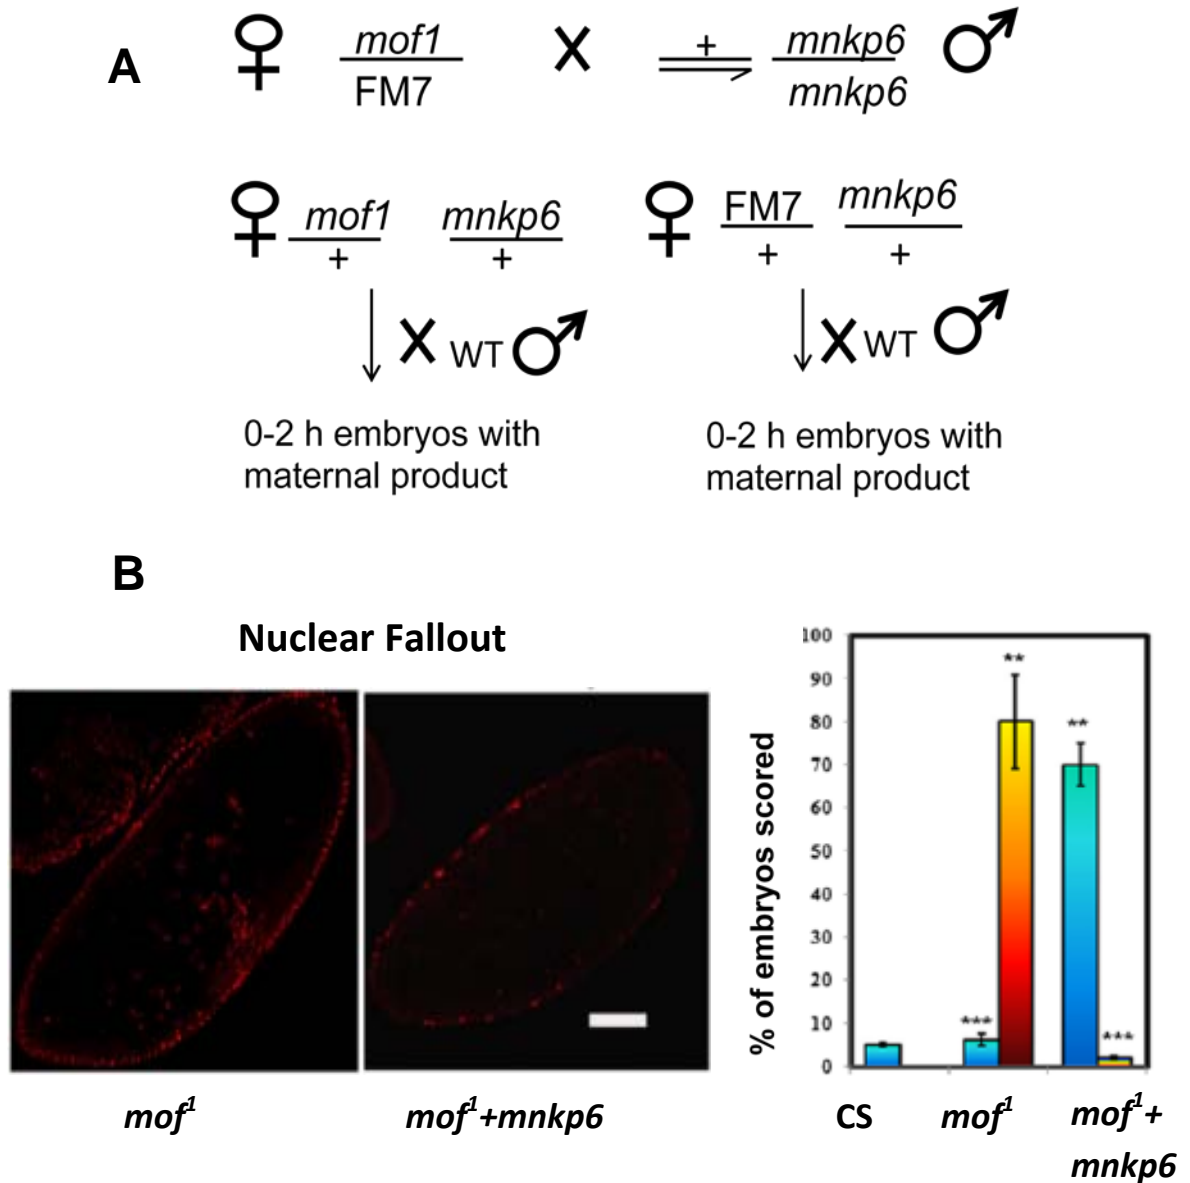 A
mof1
FM7
X
+
mnkp6
mnkp6
mof1
+
mnkp6
+
FM7
+
mnkp6
+
X WT
X WT
0-2 h embryos with
maternal product
0-2 h embryos with
maternal product
B
Nuclear Fallout
mof1
mof1+mnkp6
% of embryos scored
100
90
80
70
60
50
40
30
20
10
0
***
**
**
***
CS
mof1
mof1+
mnkp6